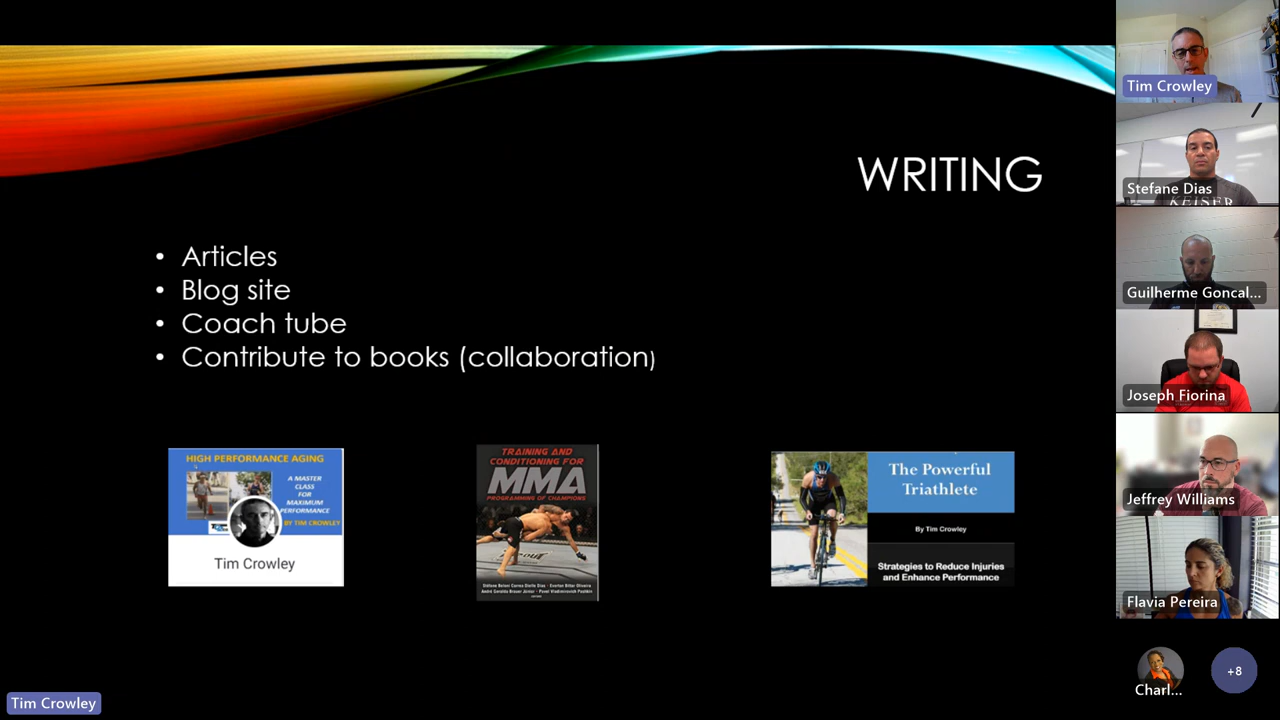 WRITING
• Articles
• Blog site
• Coach tube
• Contribute to books (collaboration)
HIGH PERFORMANCE AGING
A MASTER
CLASS
FOR
MAXIMUM
PERFORMANCE
BY TIM CROWLEY
Tim Crowley
TRAINING AND
CONDITIONING FOR
MMA
PROGRAMMING OF CHAMPIONS
The Powerful
Triathlete
By Tim Crowley
Strategies to Reduce Injuries
and Enhance Performance
Tim Crowley
Tim Crowley
Stefane Dias
KEISER
Guilherme Goncal...
Joseph Fiorina
Jeffrey Williams
Flavia Pereira
Charl...
+8